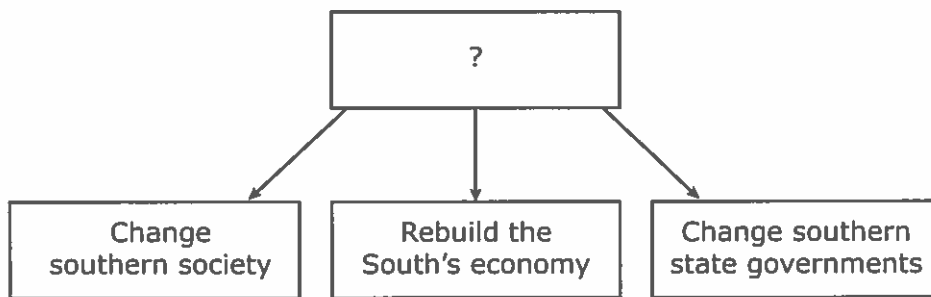 ?
Change
southern society
Rebuild the
South's economy
Change southern
state governments